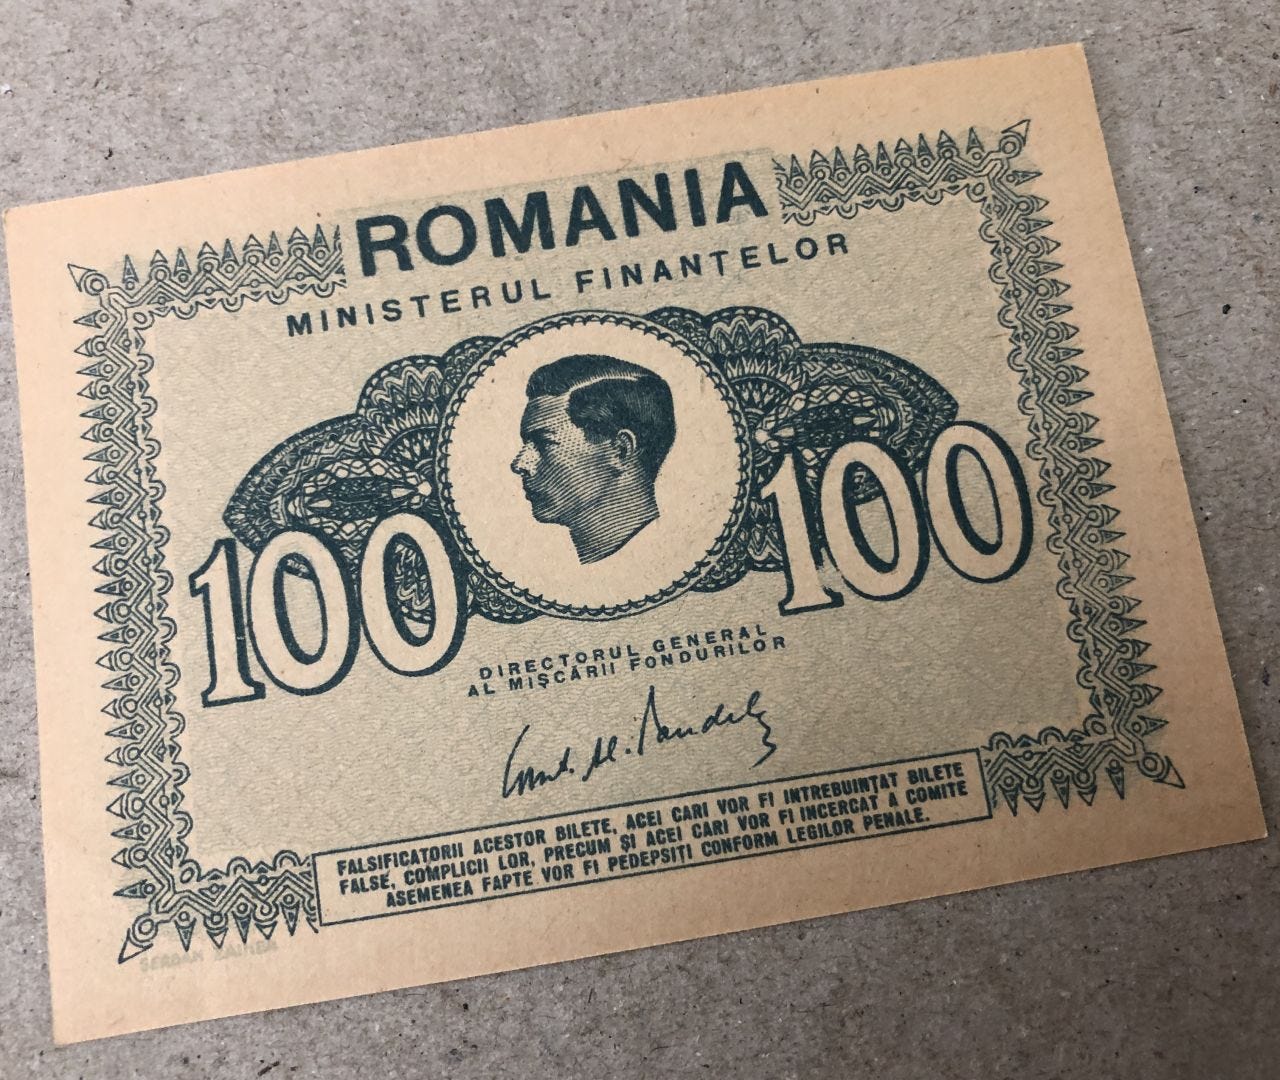 ROMANIA
MINISTERUL FINANȚELOR
100 100
DIRECTORUL GENERAL
AL MIȘCĂRII FONDURILOR
FALSIFICATORII ACESTOR BILETE, ACEI CARI VOR FI INTREBUINȚAT BILETE
FALSE, COMPLICII LOR, PRECUM ȘI ACEI CARI VOR FI INCERCAT A COMITE
ASEMENEA FAPTE VOR FI PEDEPSIȚI CONFORM LEGILOR PENALE.
SERBAN ZAINEA